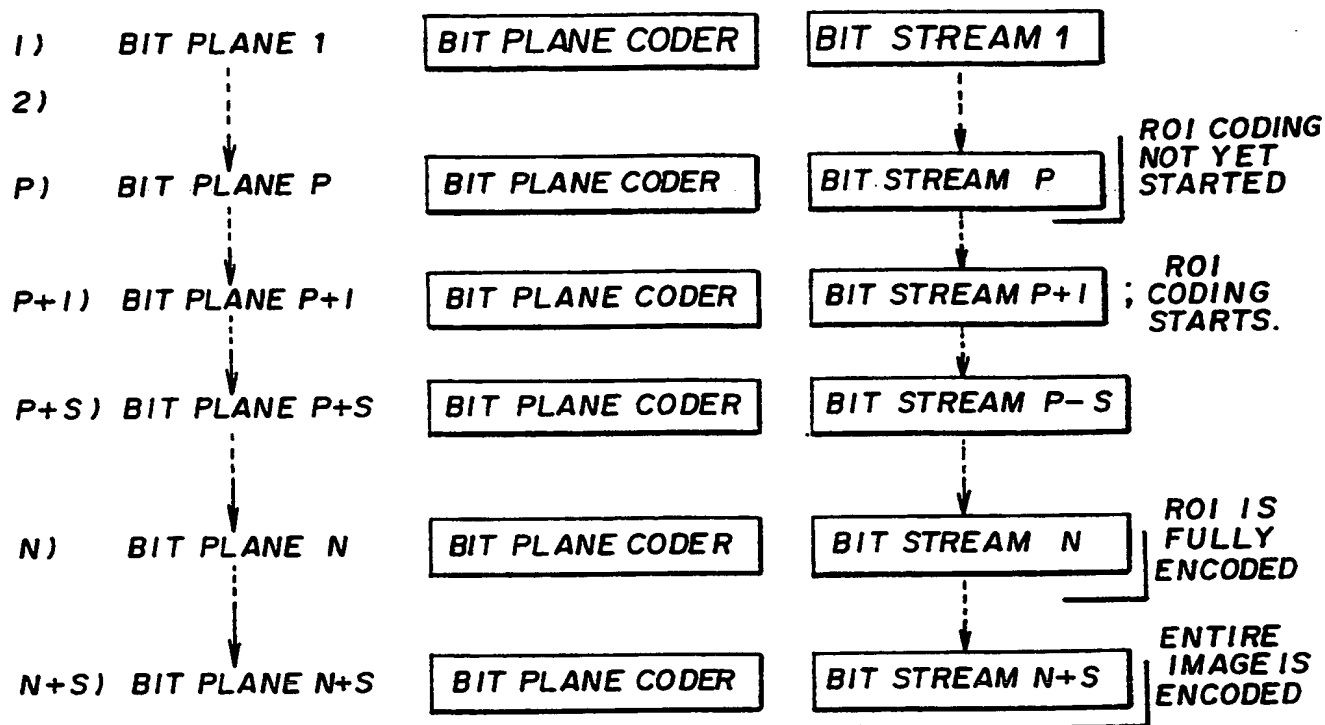 1) BIT PLANE 1 BIT PLANE CODER BIT STREAM 1
2)
ROI CODING
NOT YET
STARTED
P) BIT PLANE P BIT PLANE CODER BIT STREAM P
P+1) BIT PLANE P+1 BIT PLANE CODER BIT STREAM P+1 ;
ROI
CODING
STARTS.
P+S) BIT PLANE P+S BIT PLANE CODER BIT STREAM P-S
N) BIT PLANE N BIT PLANE CODER BIT STREAM N
ROI IS
FULLY
ENCODED
N+S) BIT PLANE N+S BIT PLANE CODER BIT STREAM N+S
ENTIRE
IMAGE IS
ENCODED